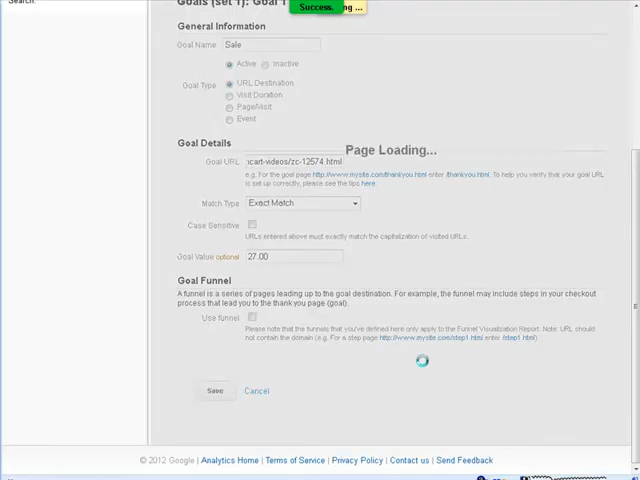 Search.
Goals (set 1): Goal 1
Success.
ng ...
General Information
Goal Name Sale
Active Inactive
Goal Type URL Destination
Visit Duration
Page/Visit
Event
Goal Details
Page Loading...
Goal URL ncart-videos/zc-12574.html
e.g. For the goal page http://www.mysite.com/thankyou.html enter /thankyou.html. To help you verify that your goal URL
is set up correctly, please see the tips here.
Match Type Exact Match
Case Sensitive
URLs entered above must exactly match the capitalization of visited URLs.
Goal Value optional 27.00
Goal Funnel
A funnel is a series of pages leading up to the goal destination. For example, the funnel may include steps in your checkout
process that lead you to the thank you page (goal).
Use funnel
Please note that the funnels that you've defined here only apply to the Funnel Visualization Report. Note: URL should
not contain the domain (e.g. For a step page http://www.mysite.com/step1.html enter /step1.html)
Save Cancel
© 2012 Google | Analytics Home | Terms of Service | Privacy Policy | Contact us | Send Feedback